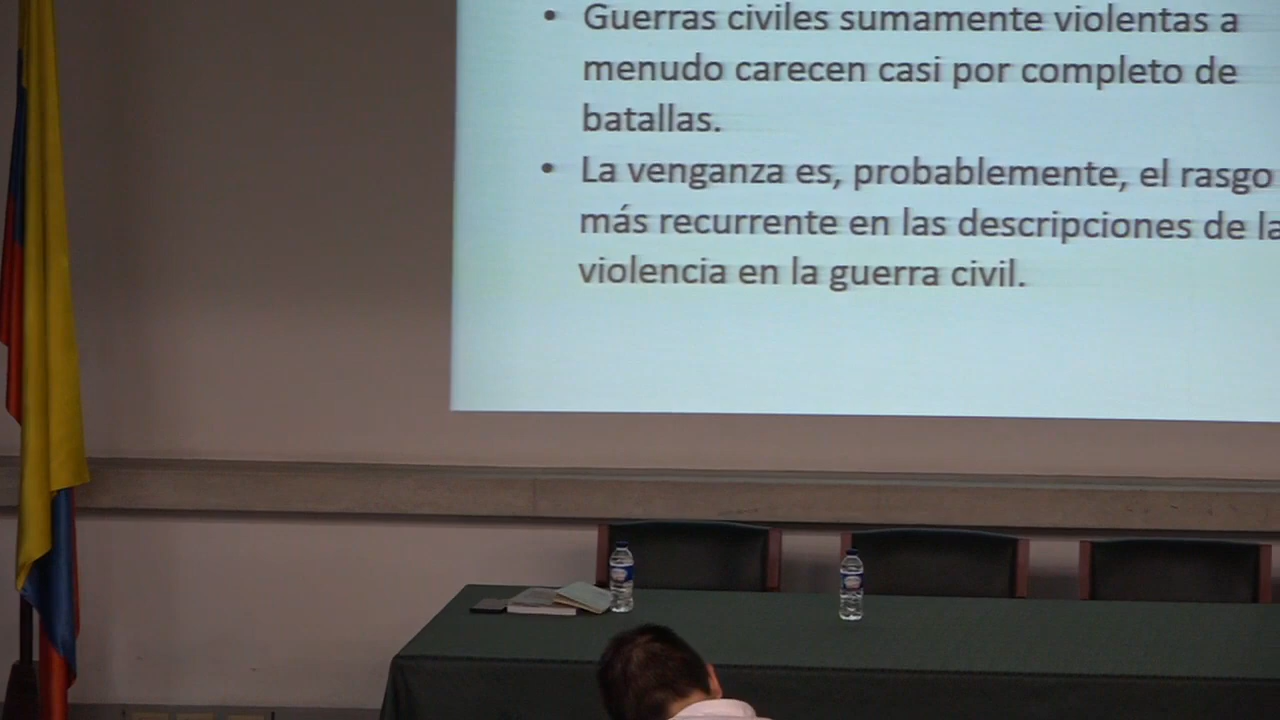 • Guerras civiles sumamente violentas a
menudo carecen casi por completo de
batallas.
• La venganza es, probablemente, el rasgo
más recurrente en las descripciones de la
violencia en la guerra civil.